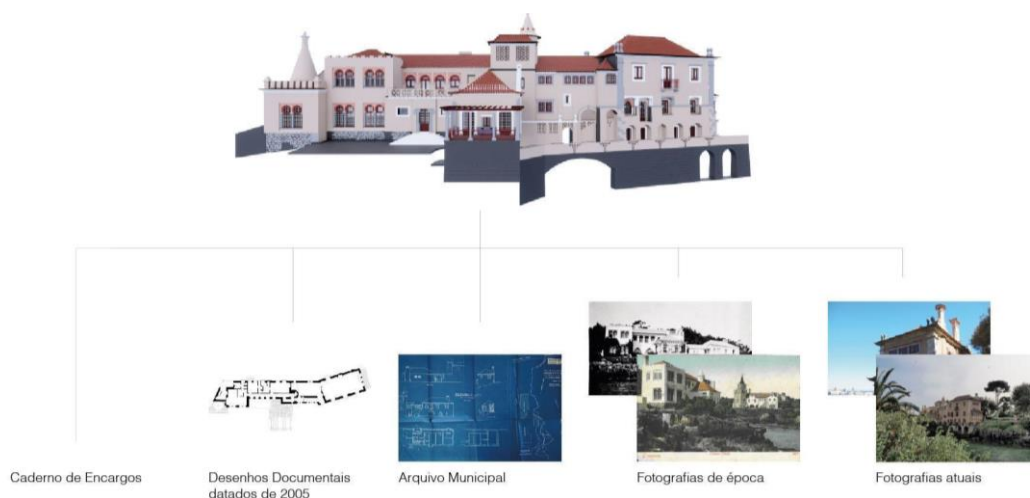 Caderno de Encargos
Desenhos Documentais
datados de 2005
Arquivo Municipal
Fotografias de época
Fotografias atuais